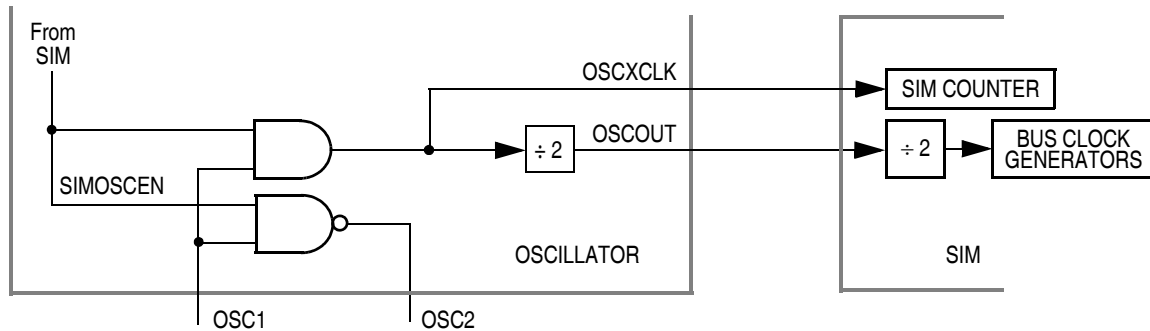 From
SIM
OSCXCLK
SIM COUNTER
OSCOUT
÷ 2
÷ 2
BUS CLOCK
GENERATORS
SIMOSCEN
OSCILLATOR
SIM
OSC1
OSC2